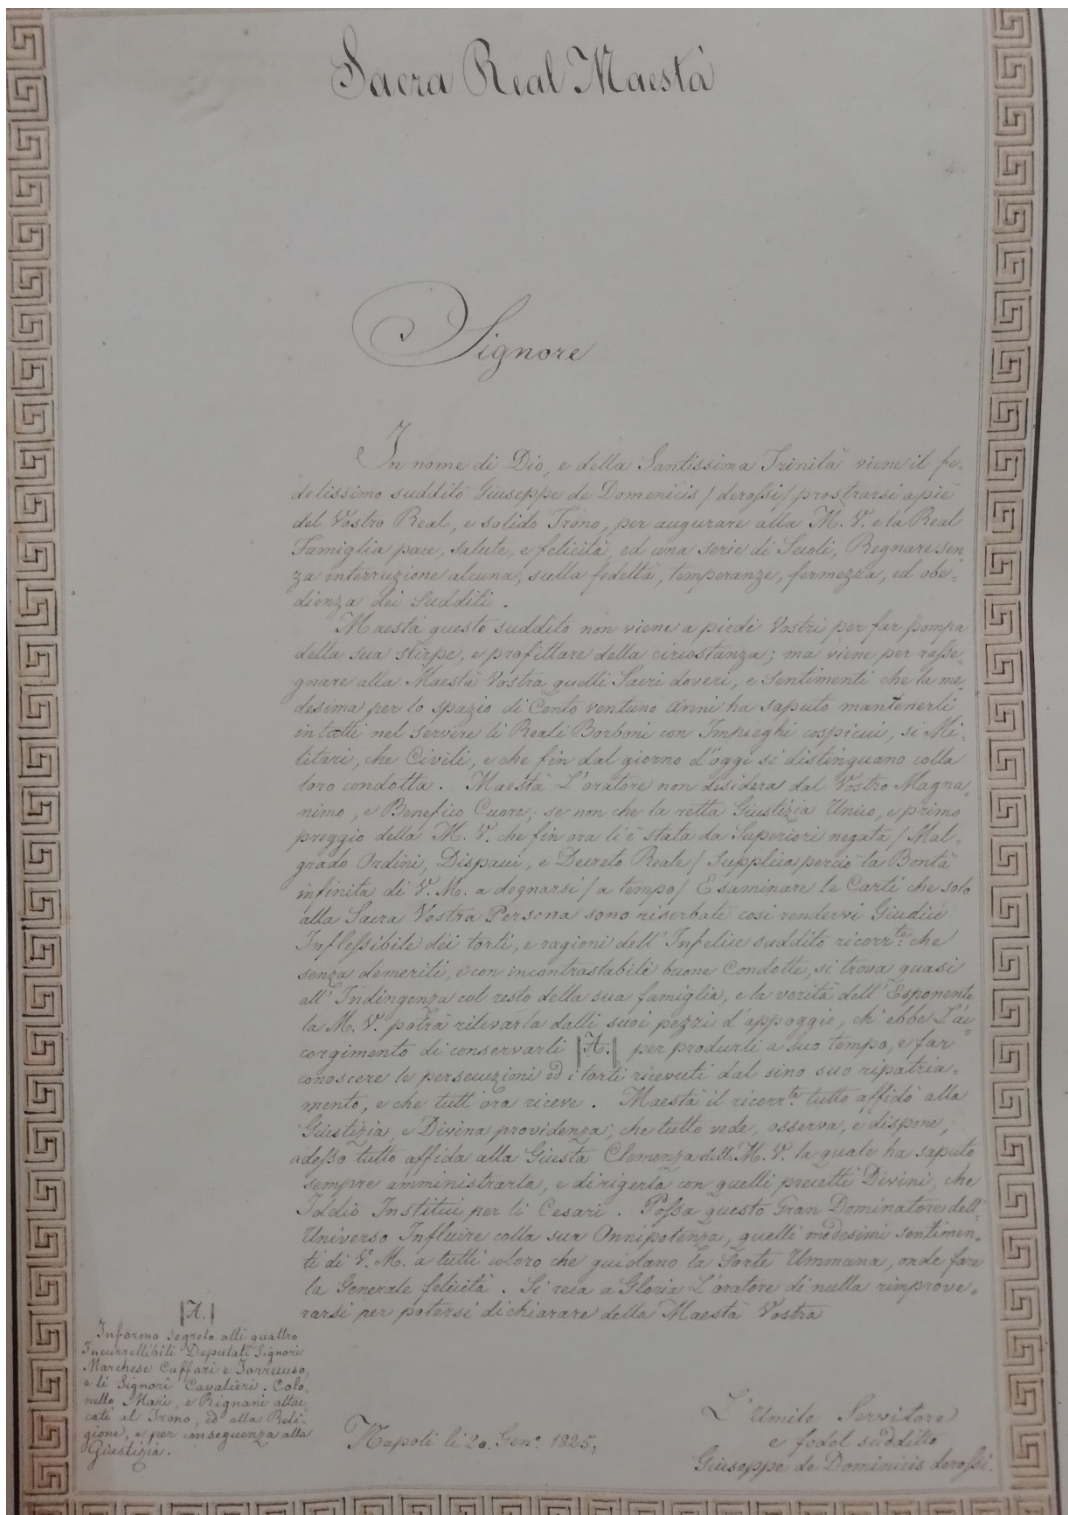 Sacra Real Maestà
Signore
In nome di Dio, e della Santissima Trinità viene il fe-
delissimo suddito Giuseppe de Domenicis / derossi / prostrarsi a piè
del Vostro Real, e solido Trono, per augurare alla M. V. e la Real
Famiglia pace, salute, e felicità, ed una serie di Secoli, Regnare sen
za interruzione alcuna, sulla fedeltà, temperanze, fermezza, ed obe-
dienza dei Sudditi.
Maestà questo suddito non viene a piedi Vostri per far pompa
della sua stirpe, e profittare della circostanza; ma viene per rasse-
gnare alla Maestà Vostra quelli Sacri doveri, e Sentimenti che la me-
desima per lo spazio di Cento ventuno anni ha saputo mantenerli
intatti nel servire li Reali Borboni con Impieghi cospicui, si Mi-
litari, che Civili, e che fin dal giorno d'oggi si distinguano colla
loro condotta. Maestà L'oratore non desidera dal Vostro Magna-
nimo, e Benefico Cuore; se non che la retta Giustizia Unico, e primo
preggio della M. V. che fin ora li è stata da Superiori negata / Mal-
grado Ordini, Dispacci, e Decreto Reale / Supplica perciò la Bontà
infinita di V. M. a degnarsi / a tempo / Esaminare le Carti che solo
alla Sacra Vostra Persona sono riserbate così rendervi Giudice
Inflessibile dei torti, e ragioni dell'Infelice suddito ricorr.te che
senza demeriti, e con incontrastabile buone Condotte, si trova quasi
all'Indingenza col resto della sua famiglia, e la verità dell'Esponente
la M. V. potrà rilevarla dalli suoi pezzi d'appoggio, ch'ebbe L'ac-
corgimento di conservarli |A.| per produrli a suo tempo, e far
conoscere le persecuzioni ed i torti ricevuti dal sino suo ripatria-
mento, e che tutt'ora riceve. Maestà il ricorr.te tutto affidò alla
Giustizia, e Divina providenza, che tutto vede, osserva, e dispone,
adesso tutto affida alla Giusta Clemenza della M. V. la quale ha saputo
sempre amministrarla, e dirigerla con quelli precetti Divini, che
Iddio Instituì per li Cesari. Possa questo Gran Dominatore dell'
Universo Influire colla sua Onnipotenza, quelli medesimi sentimen-
ti di V. M. a tutti coloro che guidano la Sorte Ummana, onde fare
la Generale felicità. Si reca a Gloria L'oratore di nulla rimprove-
rarsi per potersi dichiarare della Maestà Vostra
|A.|
Informo Segreto alli quattro
Deputati Signori
Marchese Cuffari e Torrecuso,
e li Signori Cavalieri. Colo,
nello Mari, e Rignani attac
cati al Trono, ed alla Reli-
gione, e per conseguenza alla
Giustizia.
Napoli li 20. Gen.o 1825,
L'Umile Servitore
e fedel suddito
Giuseppe de Dominicis derossi.